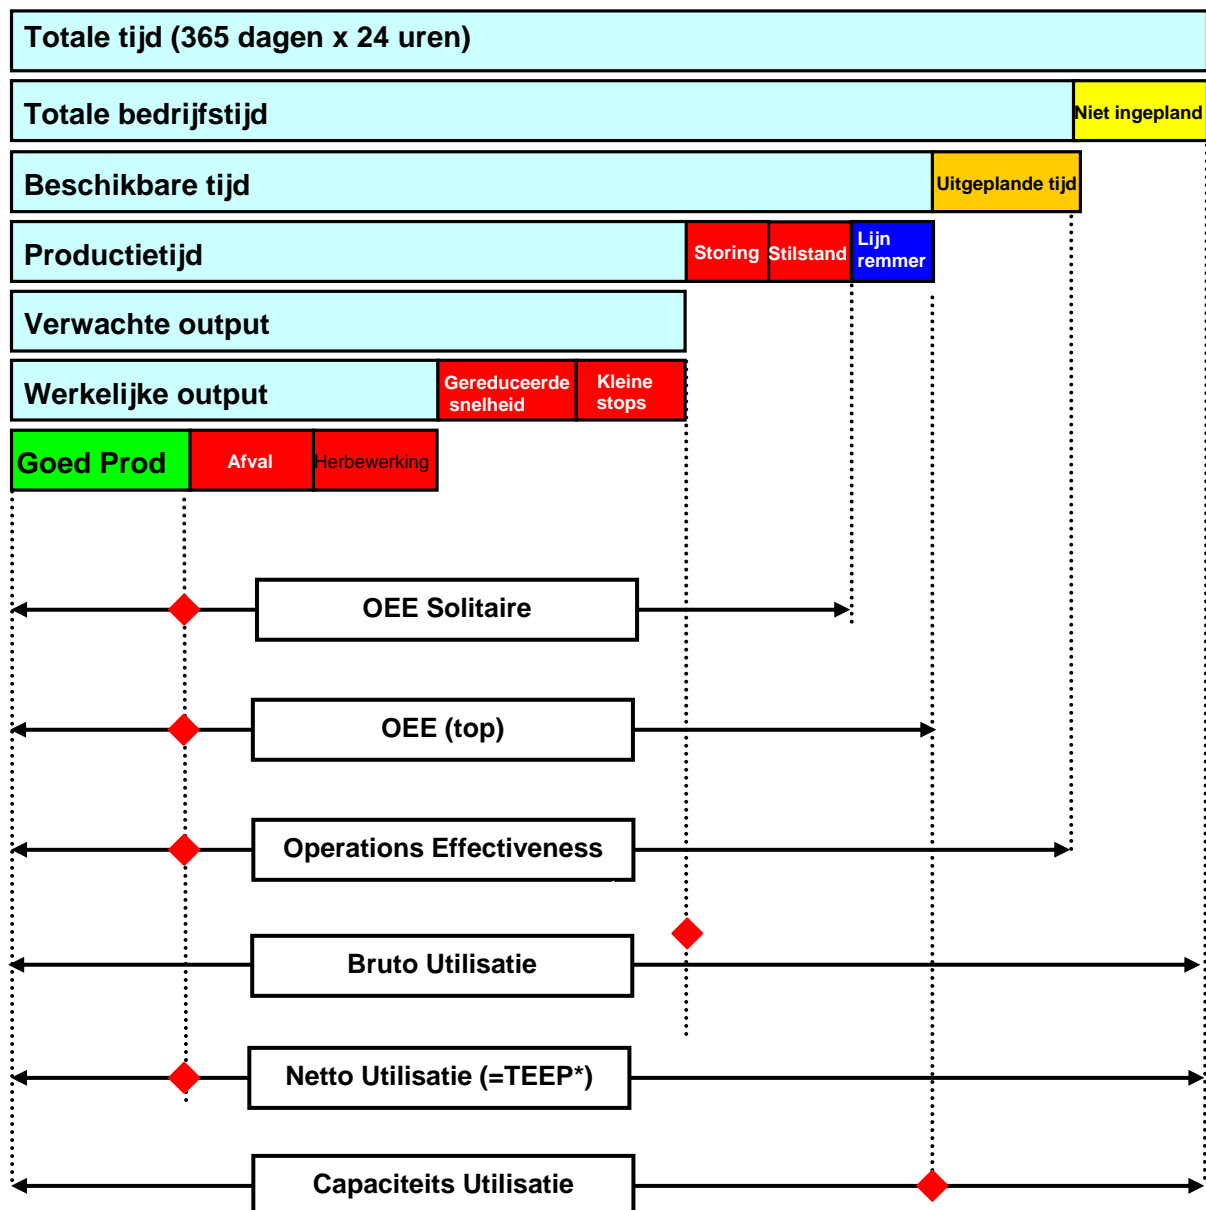 Totale tijd (365 dagen x 24 uren)
Totale bedrijfstijd
Niet ingepland
Beschikbare tijd
Uitgeplande tijd
Productietijd
Storing
Stilstand
Lijn
remmer
Verwachte output
Werkelijke output
Gereduceerde
snelheid
Kleine
stops
Goed Prod
Afval
Herbewerking
OEE Solitaire
OEE (top)
Operations Effectiveness
Bruto Utilisatie
Netto Utilisatie (=TEEP*)
Capaciteits Utilisatie